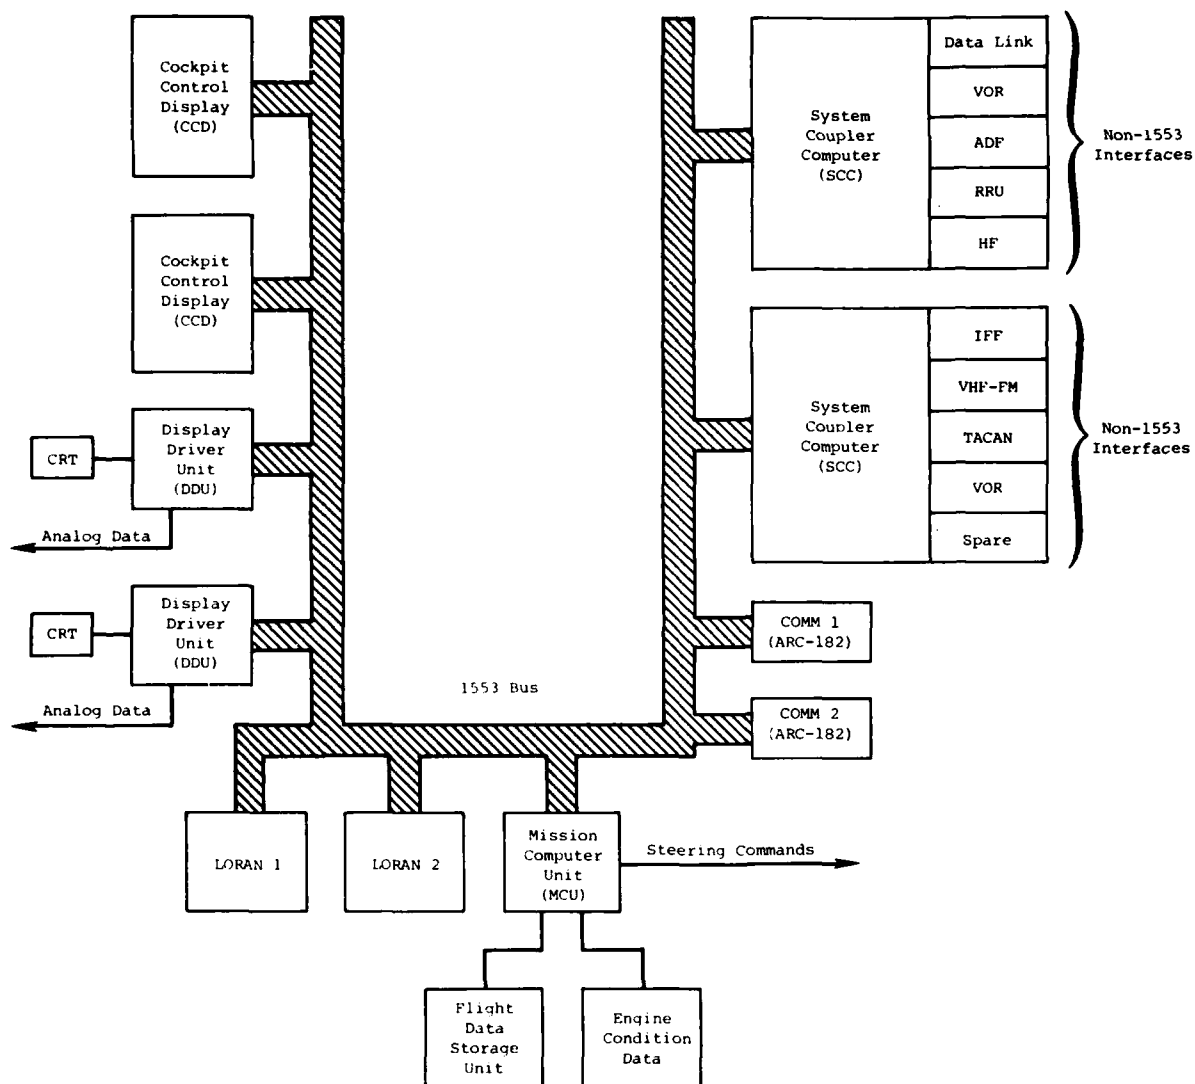 Cockpit
Control
Display
(CCD)
Cockpit
Control
Display
(CCD)
CRT
Display
Driver
Unit
(DDU)
Analog Data
CRT
Display
Driver
Unit
(DDU)
Analog Data
1553 Bus
System
Coupler
Computer
(SCC)
Data Link
VOR
ADF
RRU
HF
Non-1553
Interfaces
System
Coupler
Computer
(SCC)
IFF
VHF-FM
TACAN
VOR
Spare
Non-1553
Interfaces
COMM 1
(ARC-182)
COMM 2
(ARC-182)
LORAN 1
LORAN 2
Mission
Computer
Unit
(MCU)
Steering Commands
Flight
Data
Storage
Unit
Engine
Condition
Data